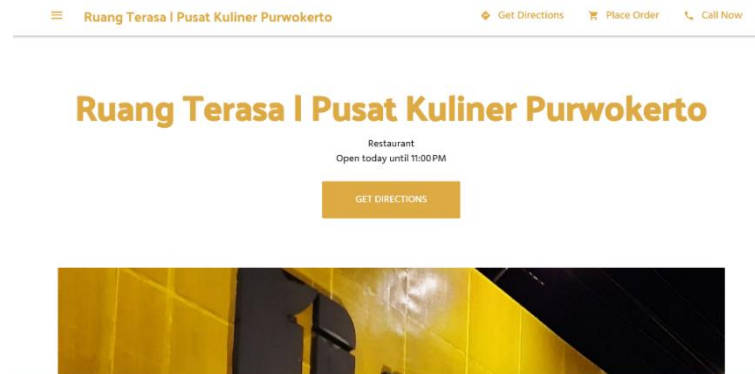 Ruang Terasa | Pusat Kuliner Purwokerto
Get Directions
Place Order
Call Now
Ruang Terasa | Pusat Kuliner Purwokerto
Restaurant
Open today until 11:00 PM
GET DIRECTIONS